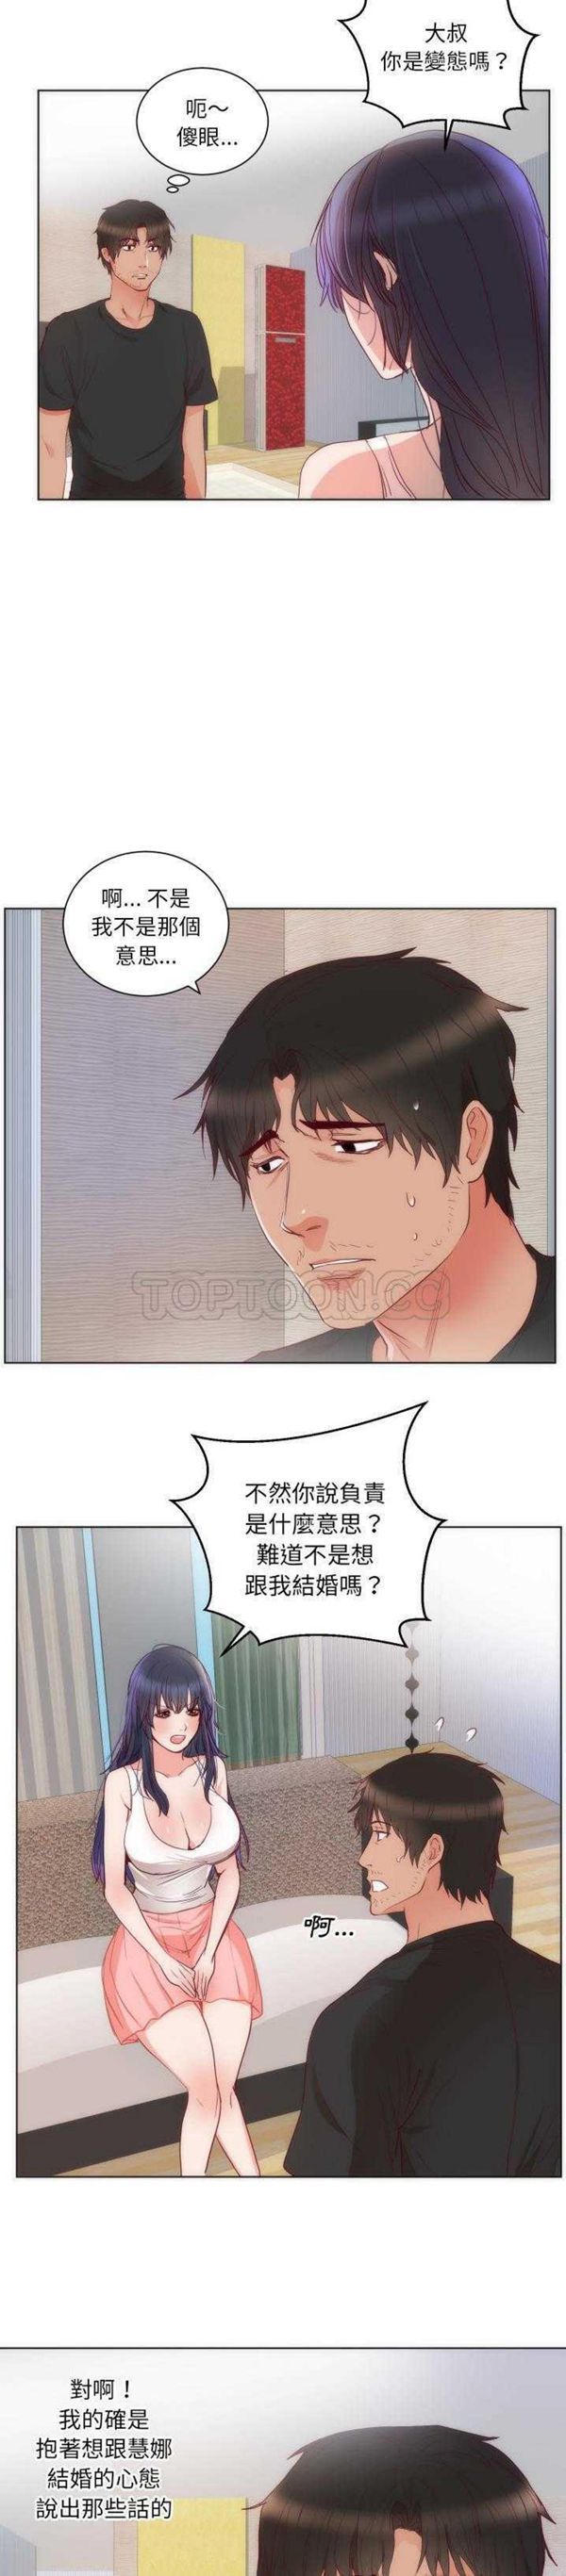 大叔
你是變態嗎？
呃～
傻眼...
啊... 不是
我不是那個
意思...
TOPTOON.CC
不然你說負責
是什麼意思？
難道不是想
跟我結婚嗎？
啊...
對啊！
我的確是
抱著想跟慧娜
結婚的心態
說出那些話的